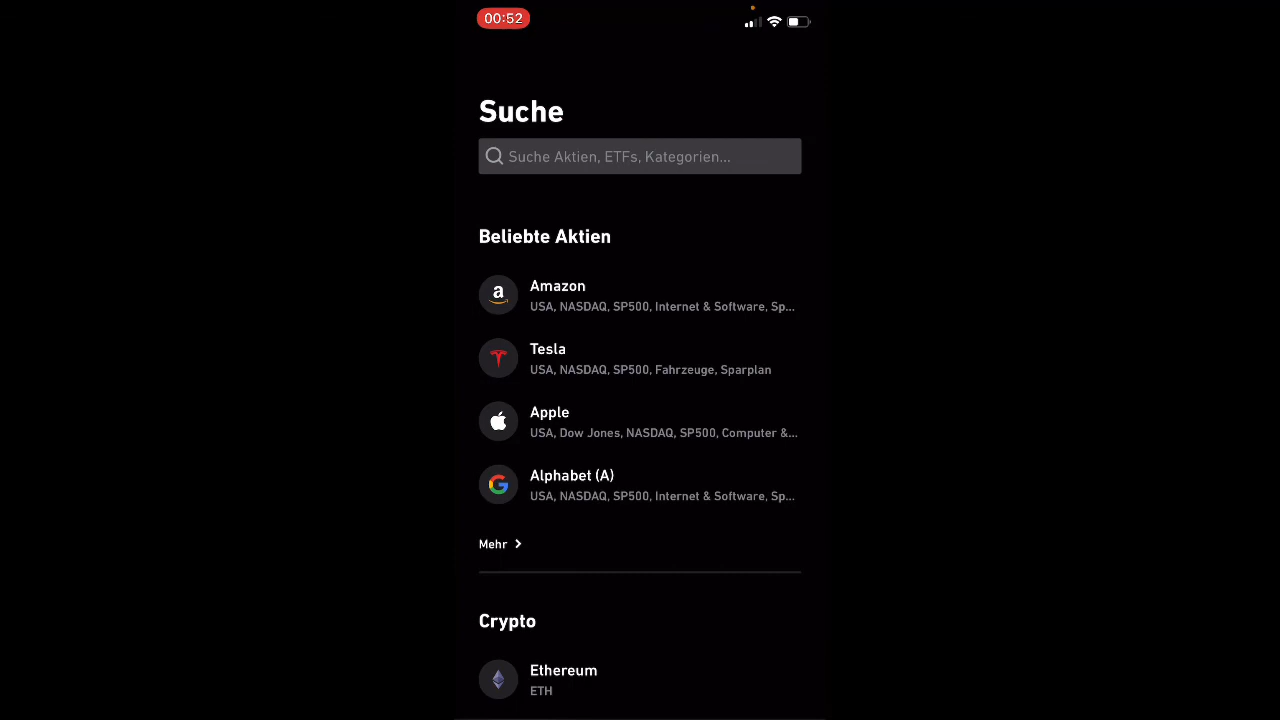 00:52
Suche
Suche Aktien, ETFs, Kategorien...
Beliebte Aktien
Amazon
USA, NASDAQ, SP500, Internet & Software, Sp...
Tesla
USA, NASDAQ, SP500, Fahrzeuge, Sparplan
Apple
USA, Dow Jones, NASDAQ, SP500, Computer &...
Alphabet (A)
USA, NASDAQ, SP500, Internet & Software, Sp...
Mehr
Crypto
Ethereum
ETH